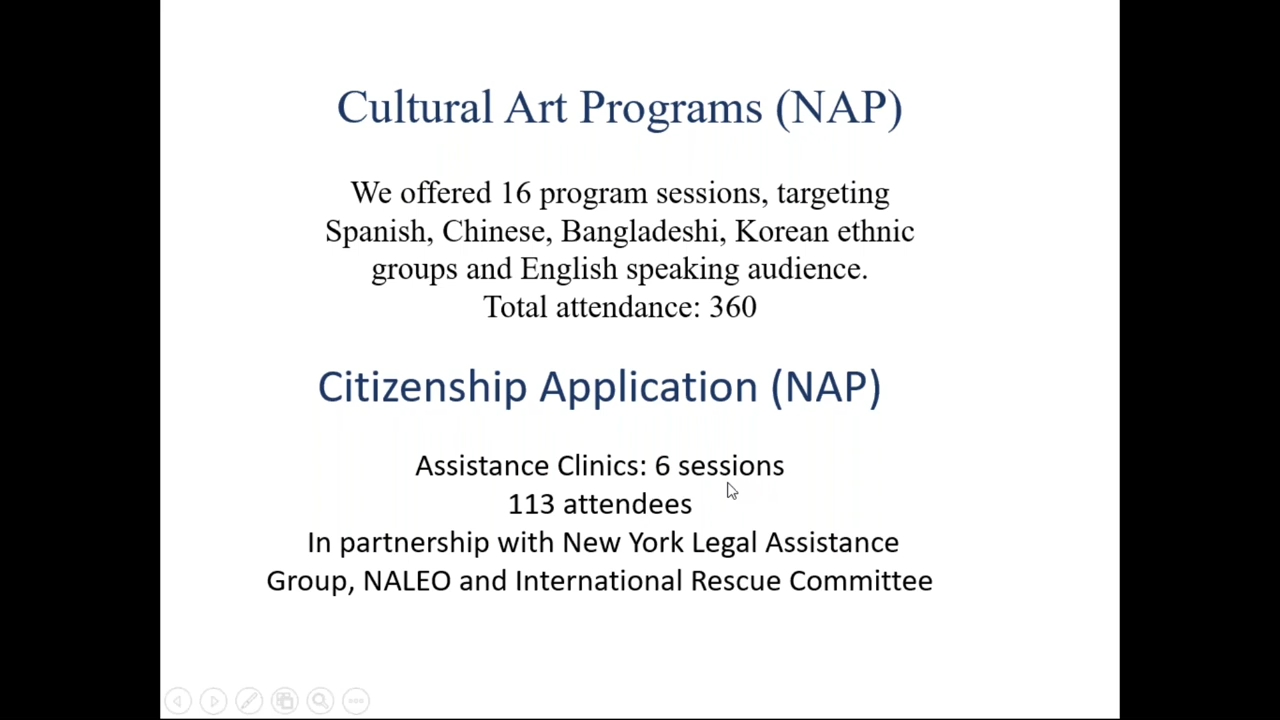 Cultural Art Programs (NAP)
We offered 16 program sessions, targeting
Spanish, Chinese, Bangladeshi, Korean ethnic
groups and English speaking audience.
Total attendance: 360
Citizenship Application (NAP)
Assistance Clinics: 6 sessions
113 attendees
In partnership with New York Legal Assistance
Group, NALEO and International Rescue Committee